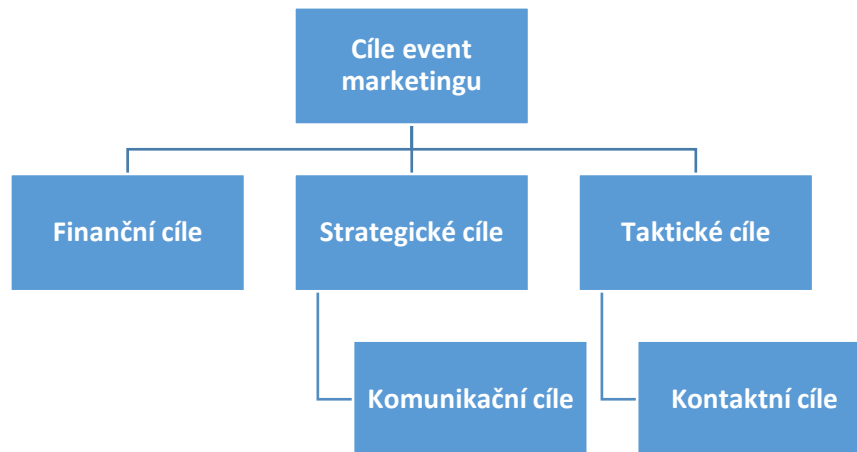 Cíle event
marketingu
Finanční cíle
Strategické cíle
Taktické cíle
Komunikační cíle
Kontaktní cíle